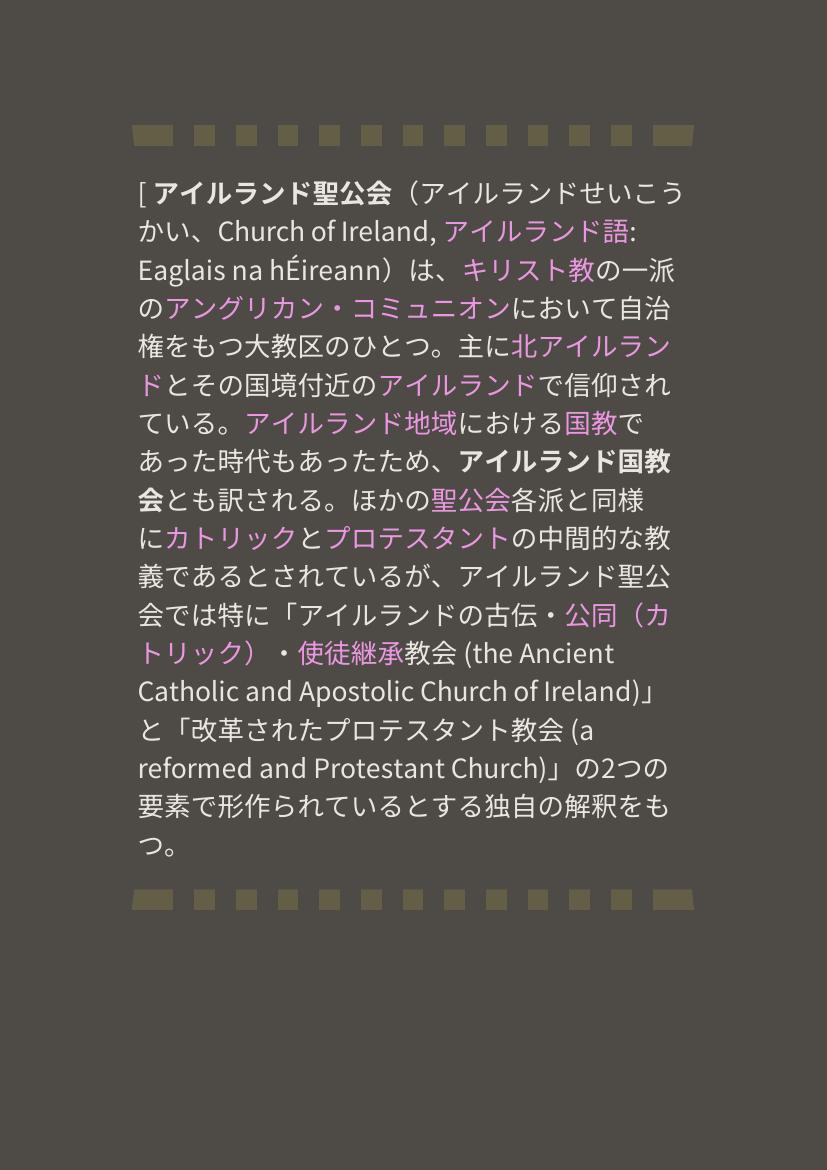 [ アイルランド聖公会（アイルランドせいこう
かい、Church of Ireland, アイルランド語:
Eaglais na hÉireann）は、キリスト教の一派
のアングリカン・コミュニオンにおいて自治
権をもつ大教区のひとつ。主に北アイルラン
ドとその国境付近のアイルランドで信仰され
ている。アイルランド地域における国教で
あった時代もあったため、アイルランド国教
会とも訳される。ほかの聖公会各派と同様
にカトリックとプロテスタントの中間的な教
義であるとされているが、アイルランド聖公
会では特に「アイルランドの古伝・公同（カ
トリック）・使徒継承教会 (the Ancient
Catholic and Apostolic Church of Ireland)」
と「改革されたプロテスタント教会 (a
reformed and Protestant Church)」の2つの
要素で形作られているとする独自の解釈をも
つ。